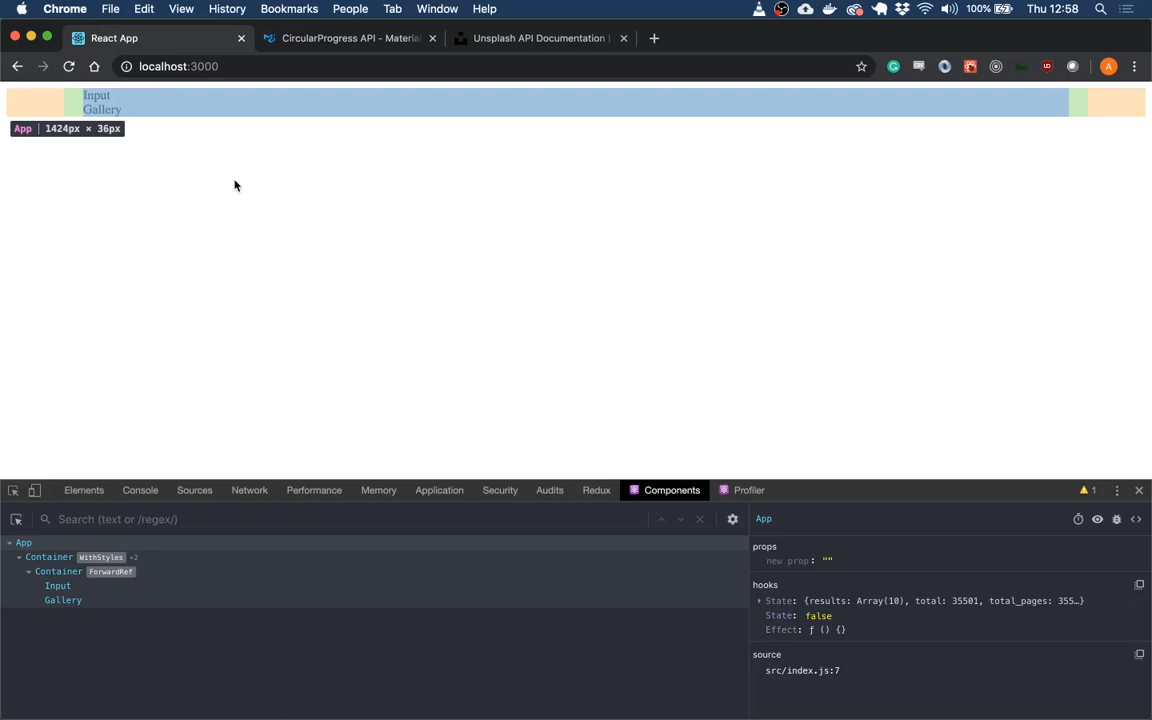 Chrome File Edit View History Bookmarks People Tab Window Help 100% Thu 12:58
React App CircularProgress API - Material Unsplash API Documentation
localhost:3000
Input
Gallery
App | 1424px × 36px
Elements Console Sources Network Performance Memory Application Security Audits Redux Components Profiler 1
Search (text or /regex/) App
App
Container WithStyles +2
Container ForwardRef
Input
Gallery
props
new prop: ""
hooks
State: {results: Array(10), total: 35501, total_pages: 355…}
State: false
Effect: ƒ () {}
source
src/index.js:7